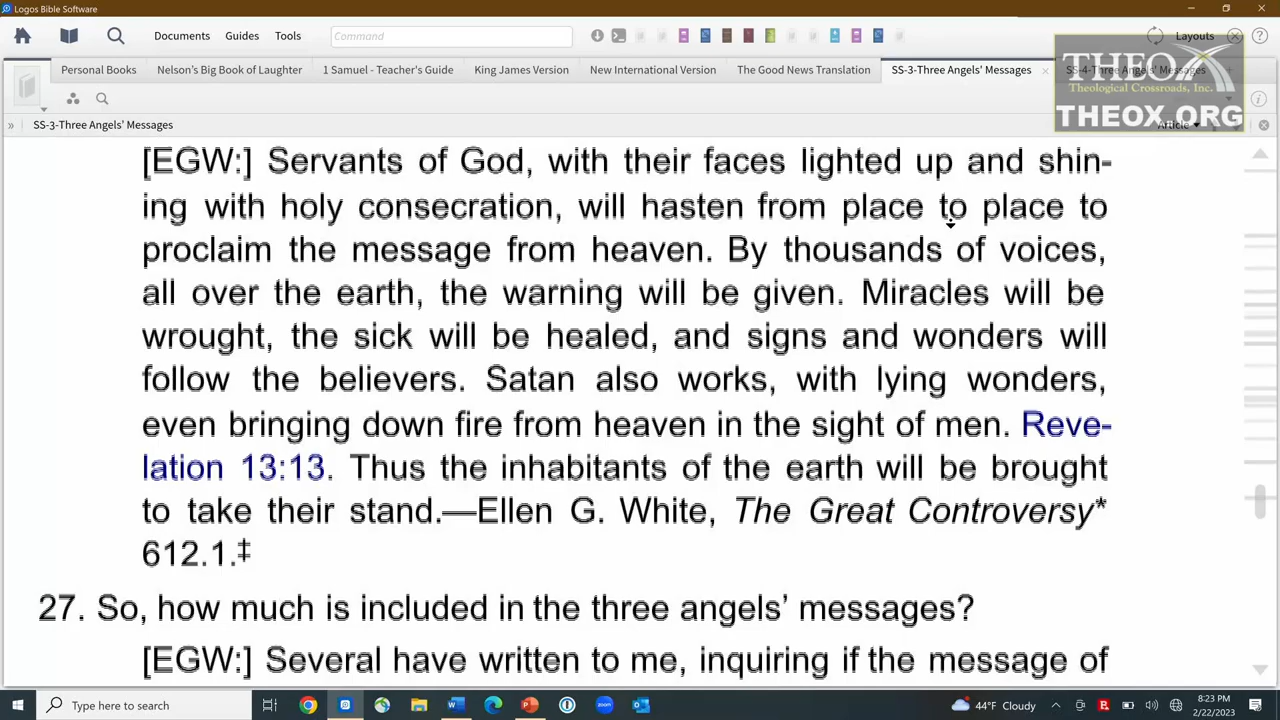 Logos Bible Software
Documents Guides Tools Command Layouts
Personal Books Nelson's Big Book of Laughter 1 Samuel Teacher's Guide King James Version New International Version The Good News Translation SS-3-Three Angels' Messages SS-4-Three Angels' Messages
THEOX
Theological Crossroads, Inc.
THEOX.ORG
SS-3-Three Angels' Messages Article
[EGW:] Servants of God, with their faces lighted up and shin-
ing with holy consecration, will hasten from place to place to
proclaim the message from heaven. By thousands of voices,
all over the earth, the warning will be given. Miracles will be
wrought, the sick will be healed, and signs and wonders will
follow the believers. Satan also works, with lying wonders,
even bringing down fire from heaven in the sight of men. Reve-
lation 13:13. Thus the inhabitants of the earth will be brought
to take their stand.—Ellen G. White, The Great Controversy*
612.1.‡
27. So, how much is included in the three angels' messages?
[EGW:] Several have written to me, inquiring if the message of
Type here to search 44°F Cloudy 8:23 PM
2/22/2023